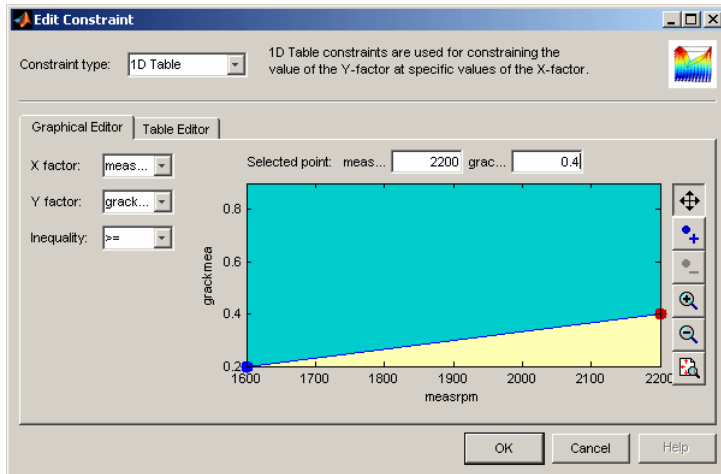 Edit Constraint
Constraint type: 1D Table
1D Table constraints are used for constraining the
value of the Y-factor at specific values of the X-factor.
Graphical Editor Table Editor
X factor: meas...
Y factor: grack...
Inequality: >=
Selected point: meas... 2200 grac... 0.4
0.8
0.6
0.4
0.2
grackmea
1600 1700 1800 1900 2000 2100 2200
measrpm
OK Cancel Help